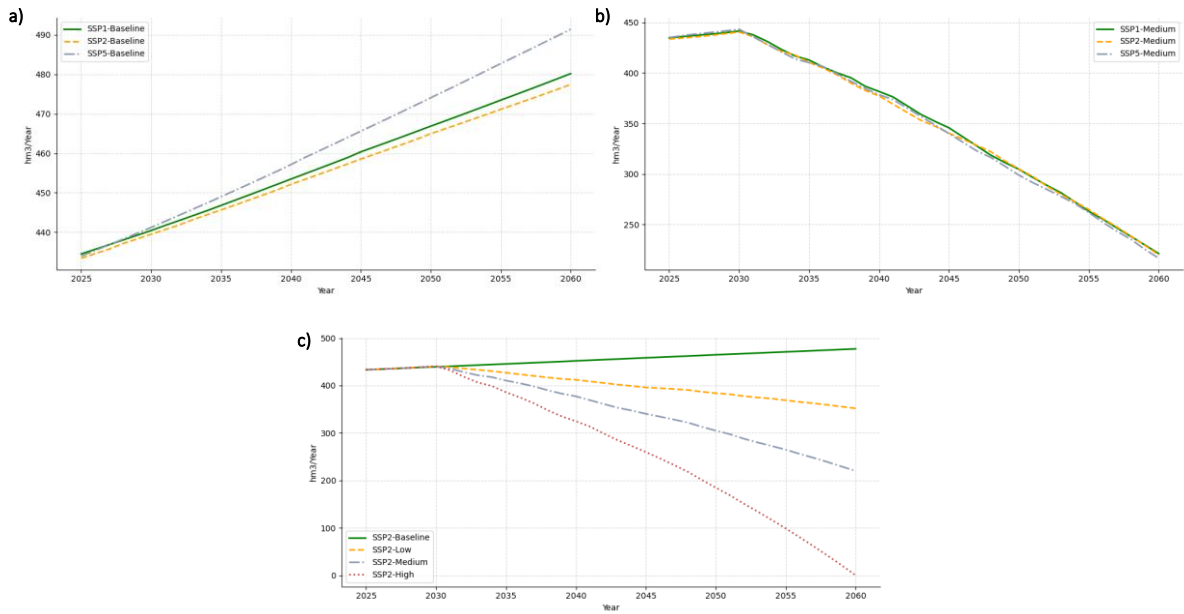 a)
SSP1-Baseline
SSP2-Baseline
SSP5-Baseline
490
480
470
460
450
440
hm3/Year
2025 2030 2035 2040 2045 2050 2055 2060
Year
b)
SSP1-Medium
SSP2-Medium
SSP5-Medium
450
400
350
300
250
hm3/Year
2025 2030 2035 2040 2045 2050 2055 2060
Year
c)
500
400
300
200
100
0
hm3/Year
SSP2-Baseline
SSP2-Low
SSP2-Medium
SSP2-High
2025 2030 2035 2040 2045 2050 2055 2060
Year